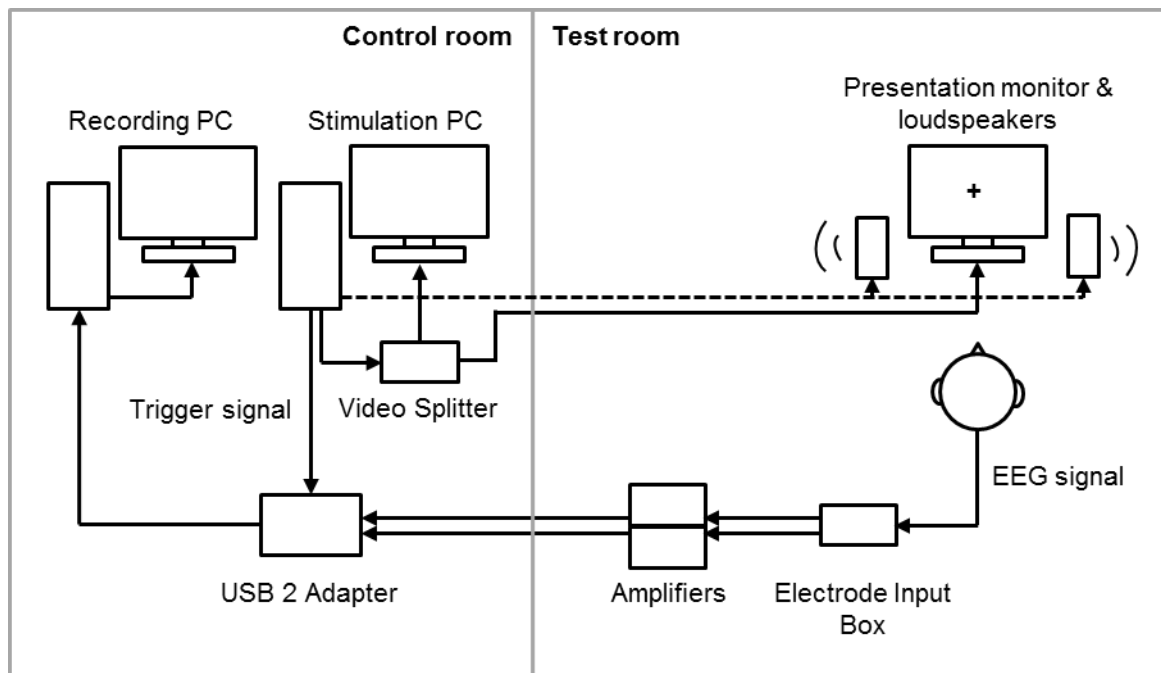 Control room
Test room
Recording PC
Stimulation PC
Presentation monitor &
loudspeakers
+
Trigger signal
Video Splitter
EEG signal
USB 2 Adapter
Amplifiers
Electrode Input
Box